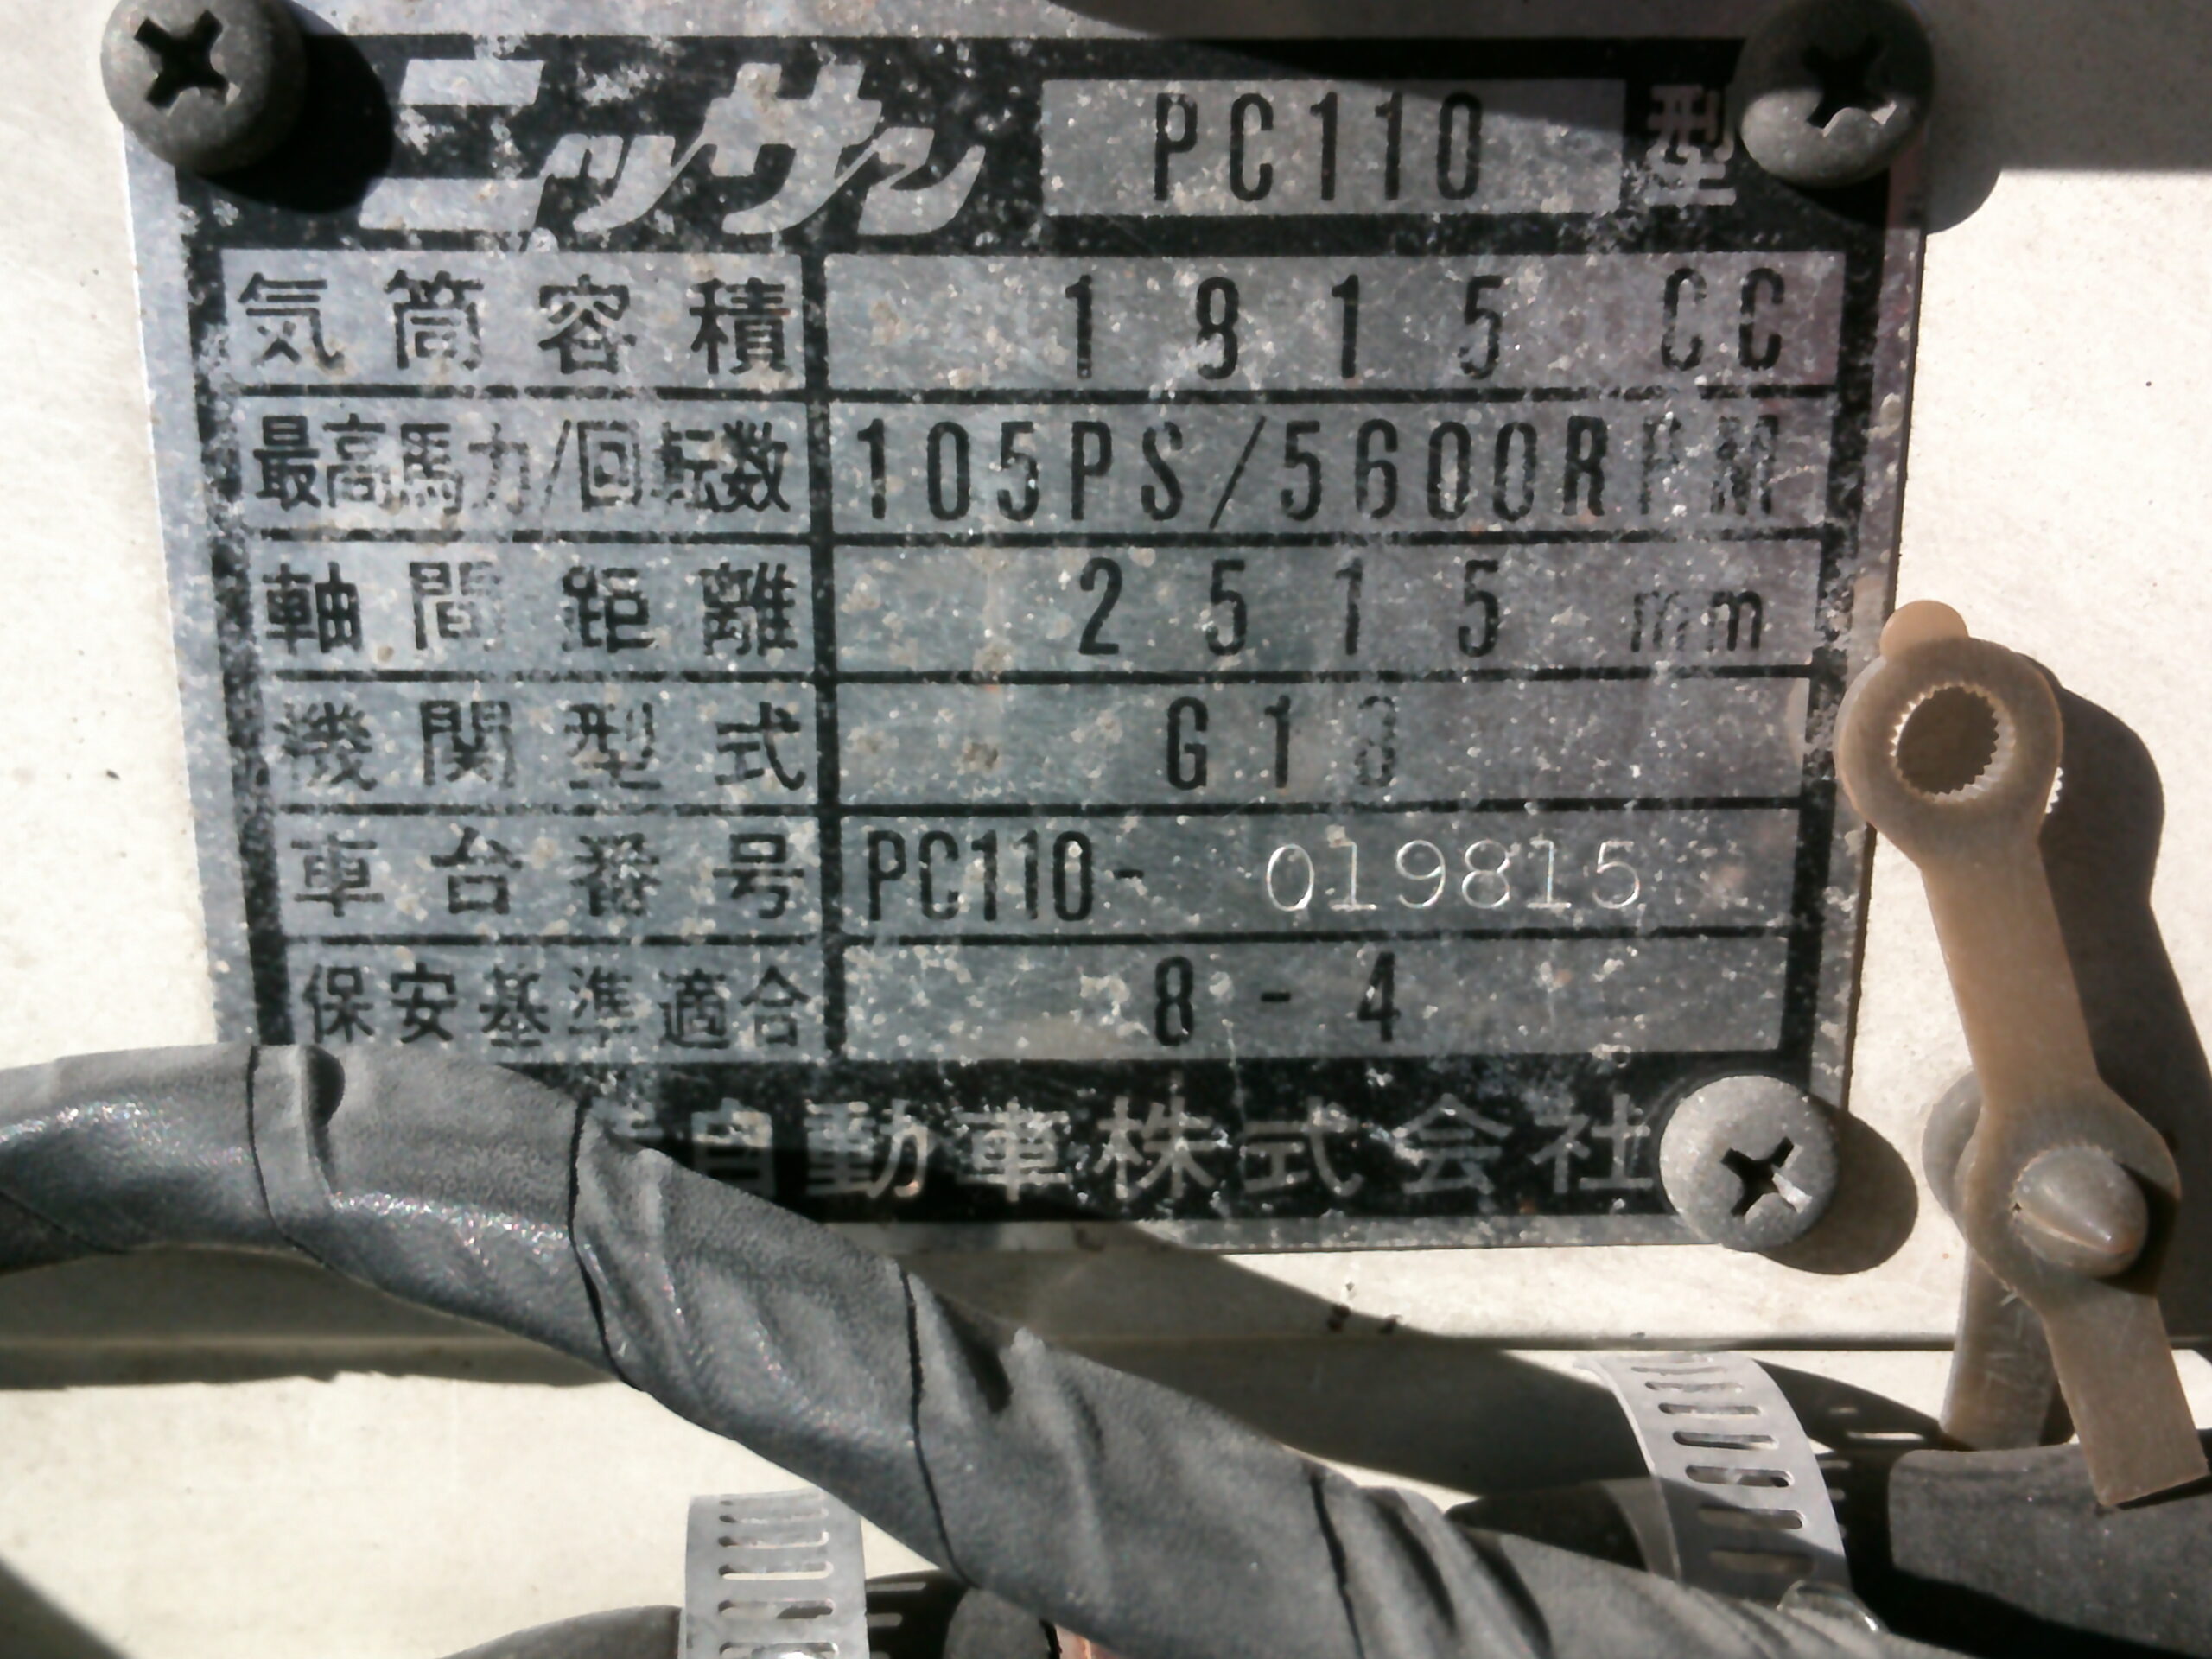 ニッサン PC110 型
気筒容積 1815 CC
最高馬力/回転数 105PS/5600RPM
軸間距離 2515 mm
機関型式 G18
車台番号 PC110- 019815
保安基準適合 8-4
自動車株式会社